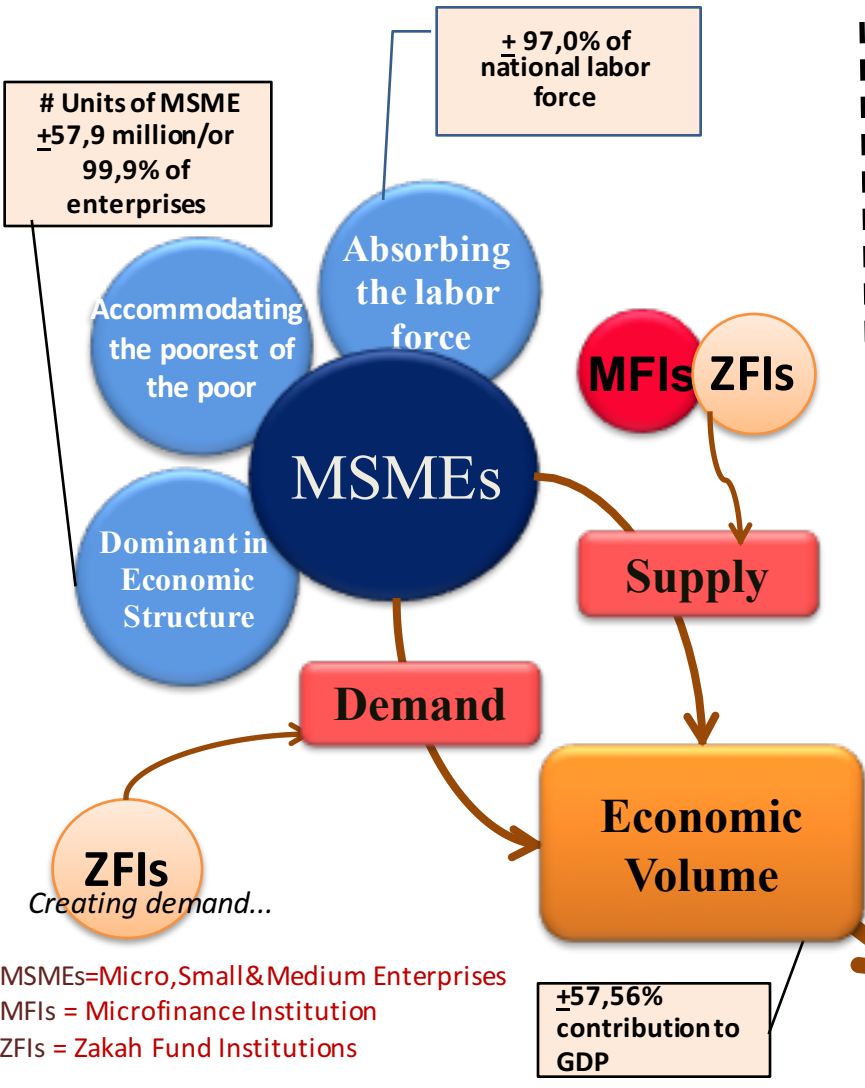 + 97,0% of
national labor
force
# Units of MSME
+57,9 million/or
99,9% of
enterprises
Absorbing
the labor
force
Accommodating
the poorest of
the poor
MFIs
ZFIs
MSMEs
Dominant in
Economic
Structure
Supply
Demand
Economic
Volume
ZFIs
Creating demand...
MSMEs=Micro,Small&Medium Enterprises
MFIs = Microfinance Institution
ZFIs = Zakah Fund Institutions
+57,56%
contribution to
GDP